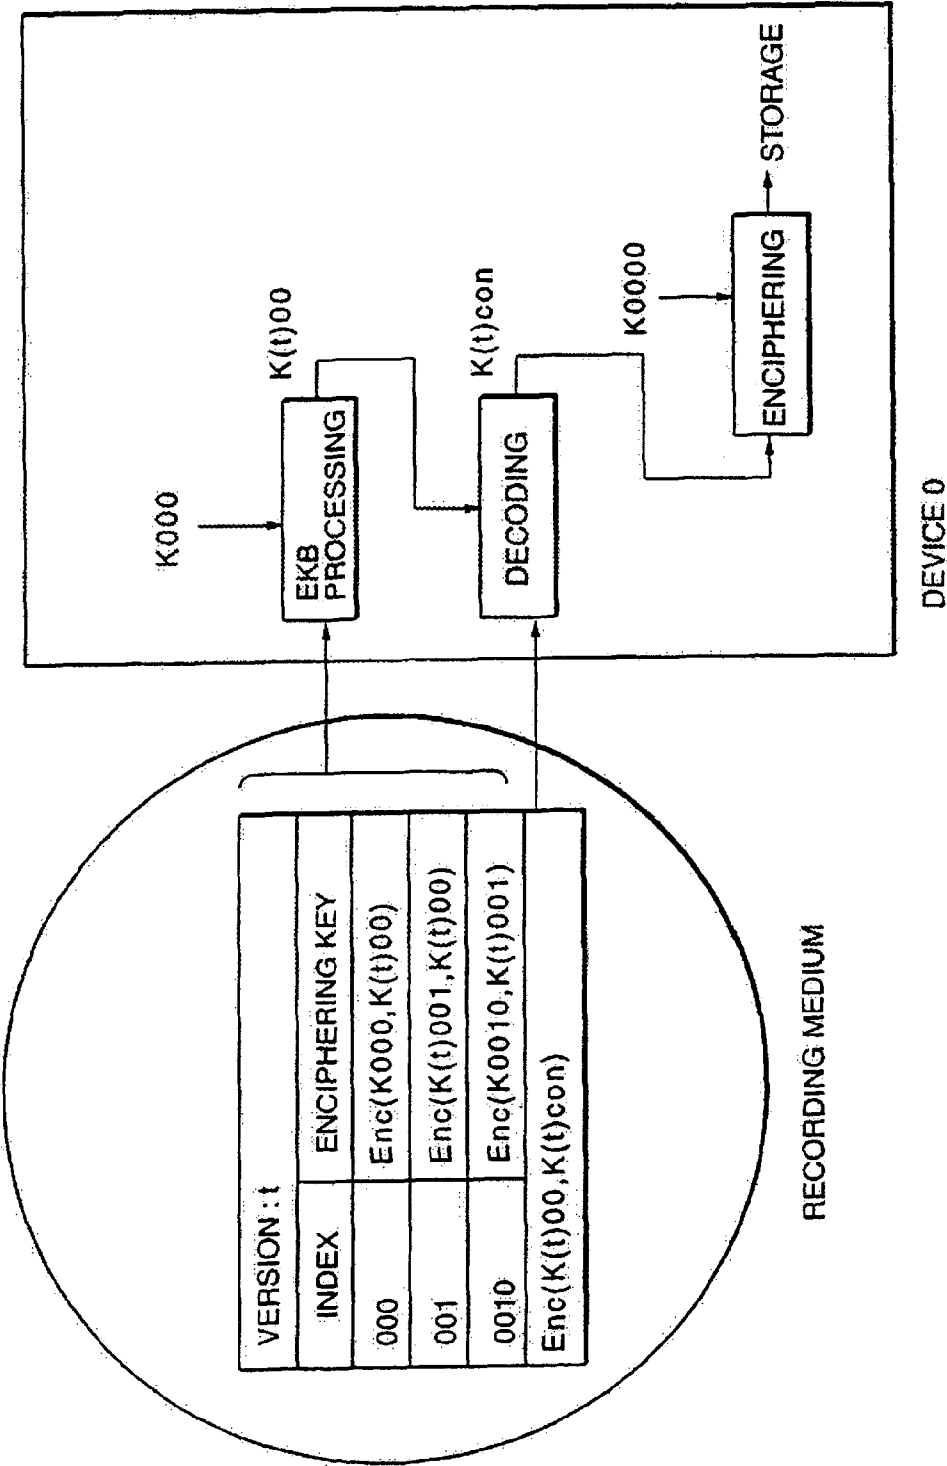 VERSION : t
INDEX ENCIPHERING KEY
000 Enc(K000,K(t)00)
001 Enc(K(t)001,K(t)00)
0010 Enc(K0010,K(t)001)
Enc(K(t)00,K(t)con)
RECORDING MEDIUM
K000
EKB
PROCESSING
K(t)00
DECODING
K(t)con
K0000
ENCIPHERING
STORAGE
DEVICE 0